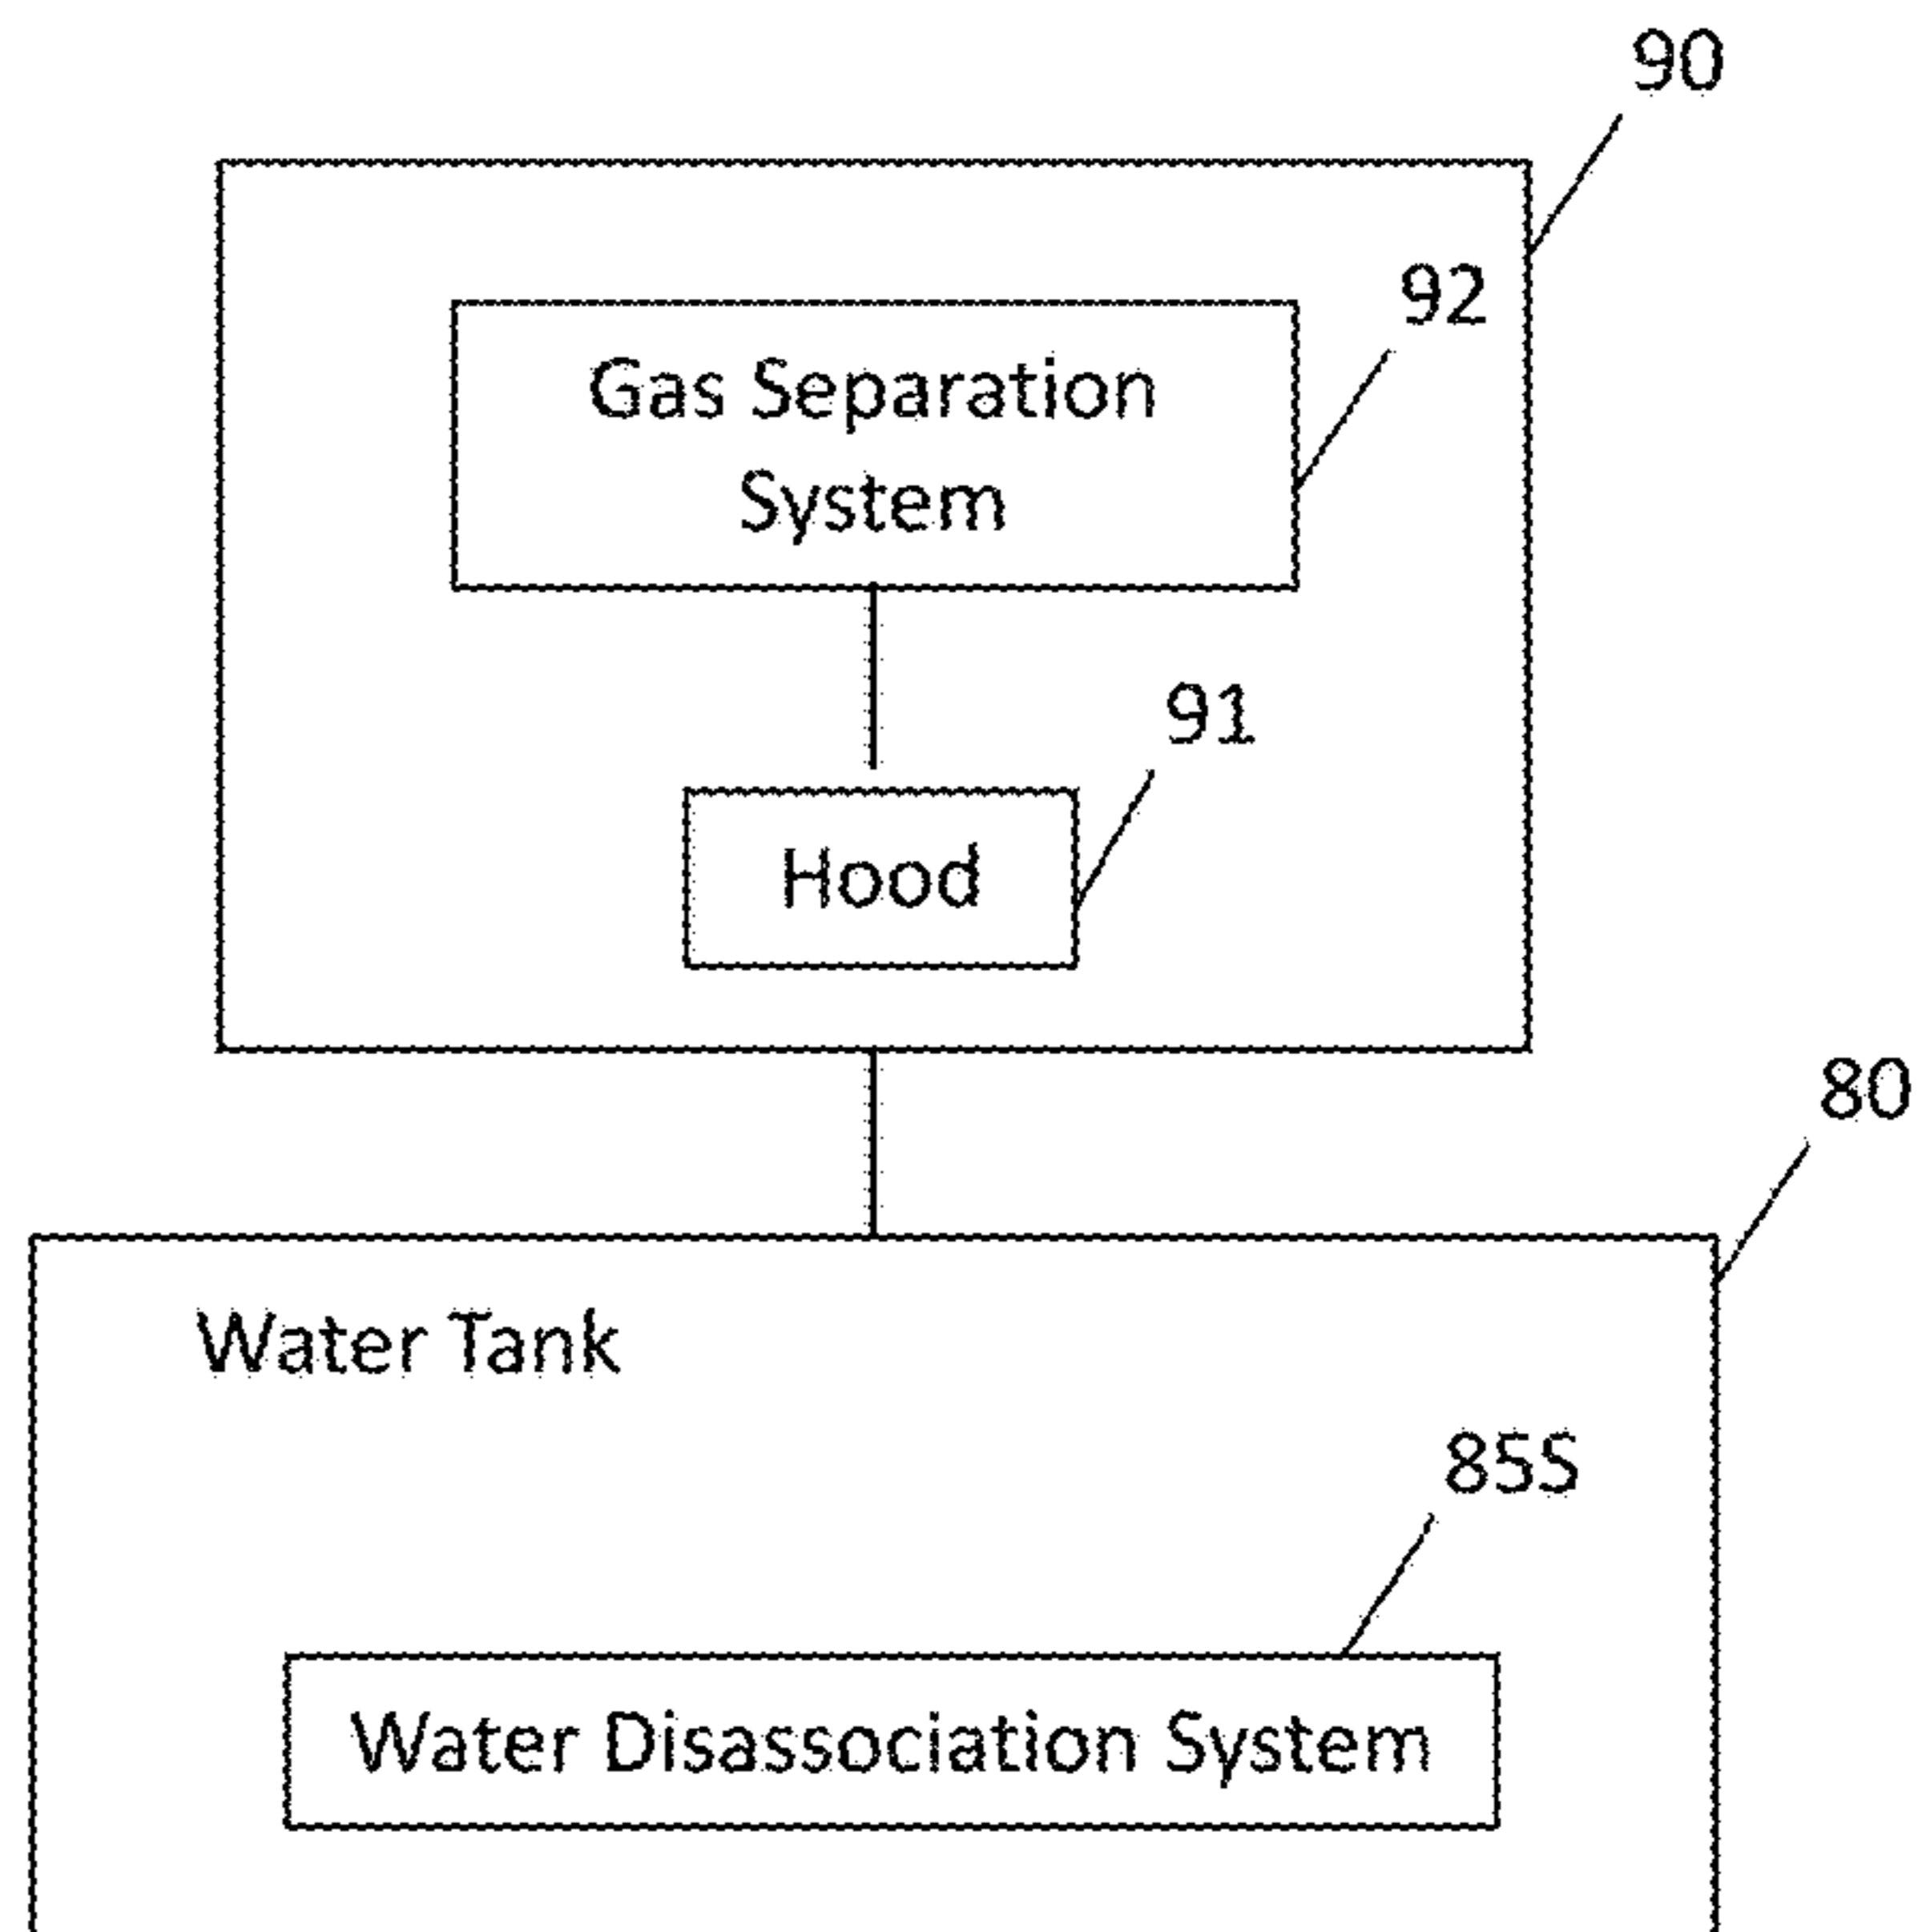 90
92
Gas Separation
System
91
Hood
80
Water Tank
85S
Water Disassociation System